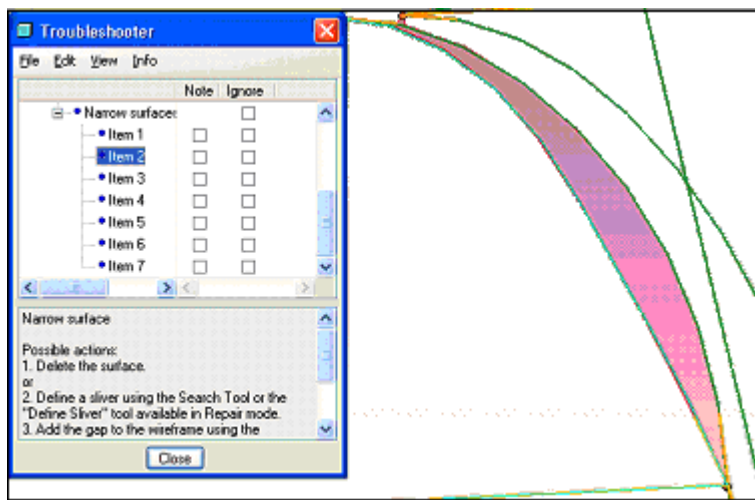 Troubleshooter
File Edit View Info
Note Ignore
Narrow surfaces
Item 1
Item 2
Item 3
Item 4
Item 5
Item 6
Item 7
Narrow surface
Possible actions:
1. Delete the surface.
or
2. Define a sliver using the Search Tool or the
"Define Sliver" tool available in Repair mode.
3. Add the gap to the wireframe using the
Close